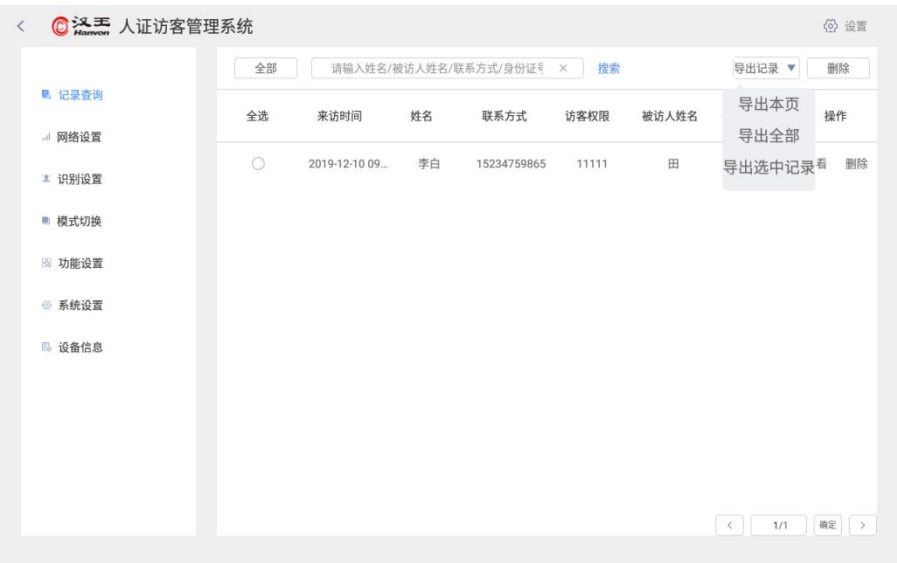 汉王 Hanvon 人证访客管理系统 设置
全部 请输入姓名/被访人姓名/联系方式/身份证号 × 搜索 导出记录 ▼ 删除
导出本页
导出全部
导出选中记录
记录查询
网络设置
识别设置
模式切换
功能设置
系统设置
设备信息
全选 来访时间 姓名 联系方式 访客权限 被访人姓名 操作
2019-12-10 09... 李白 15234759865 11111 田 看 删除
< 1/1 确定 >